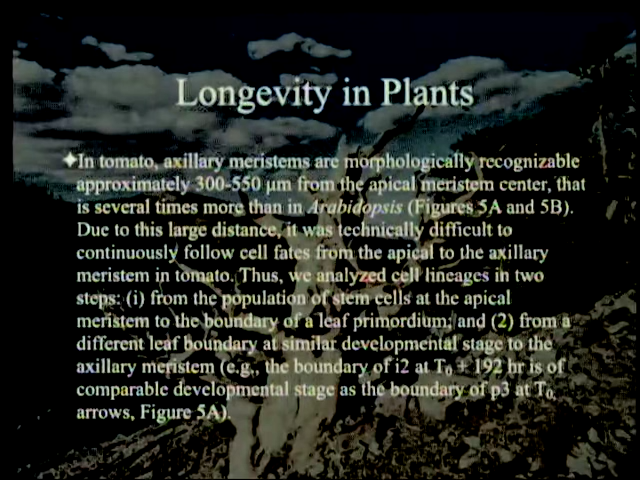 Longevity in Plants
✦In tomato, axillary meristems are morphologically recognizable
approximately 300-550 μm from the apical meristem center, that
is several times more than in Arabidopsis (Figures 5A and 5B).
Due to this large distance, it was technically difficult to
continuously follow cell fates from the apical to the axillary
meristem in tomato. Thus, we analyzed cell lineages in two
steps: (i) from the population of stem cells at the apical
meristem to the boundary of a leaf primordium; and (2) from a
different leaf boundary at similar developmental stage to the
axillary meristem (e.g., the boundary of i2 at T₀ + 192 hr is of
comparable developmental stage as the boundary of p3 at T₀,
arrows, Figure 5A).